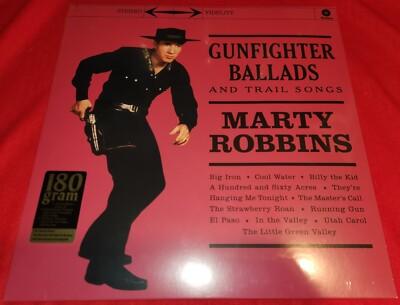 STEREO
FIDELITY
GUNFIGHTER
BALLADS
AND TRAIL SONGS
MARTY
ROBBINS
Big Iron • Cool Water • Billy the Kid
A Hundred and Sixty Acres • They're
Hanging Me Tonight • The Master's Call
The Strawberry Roan • Running Gun
El Paso • In the Valley • Utah Carol
The Little Green Valley
180
gram